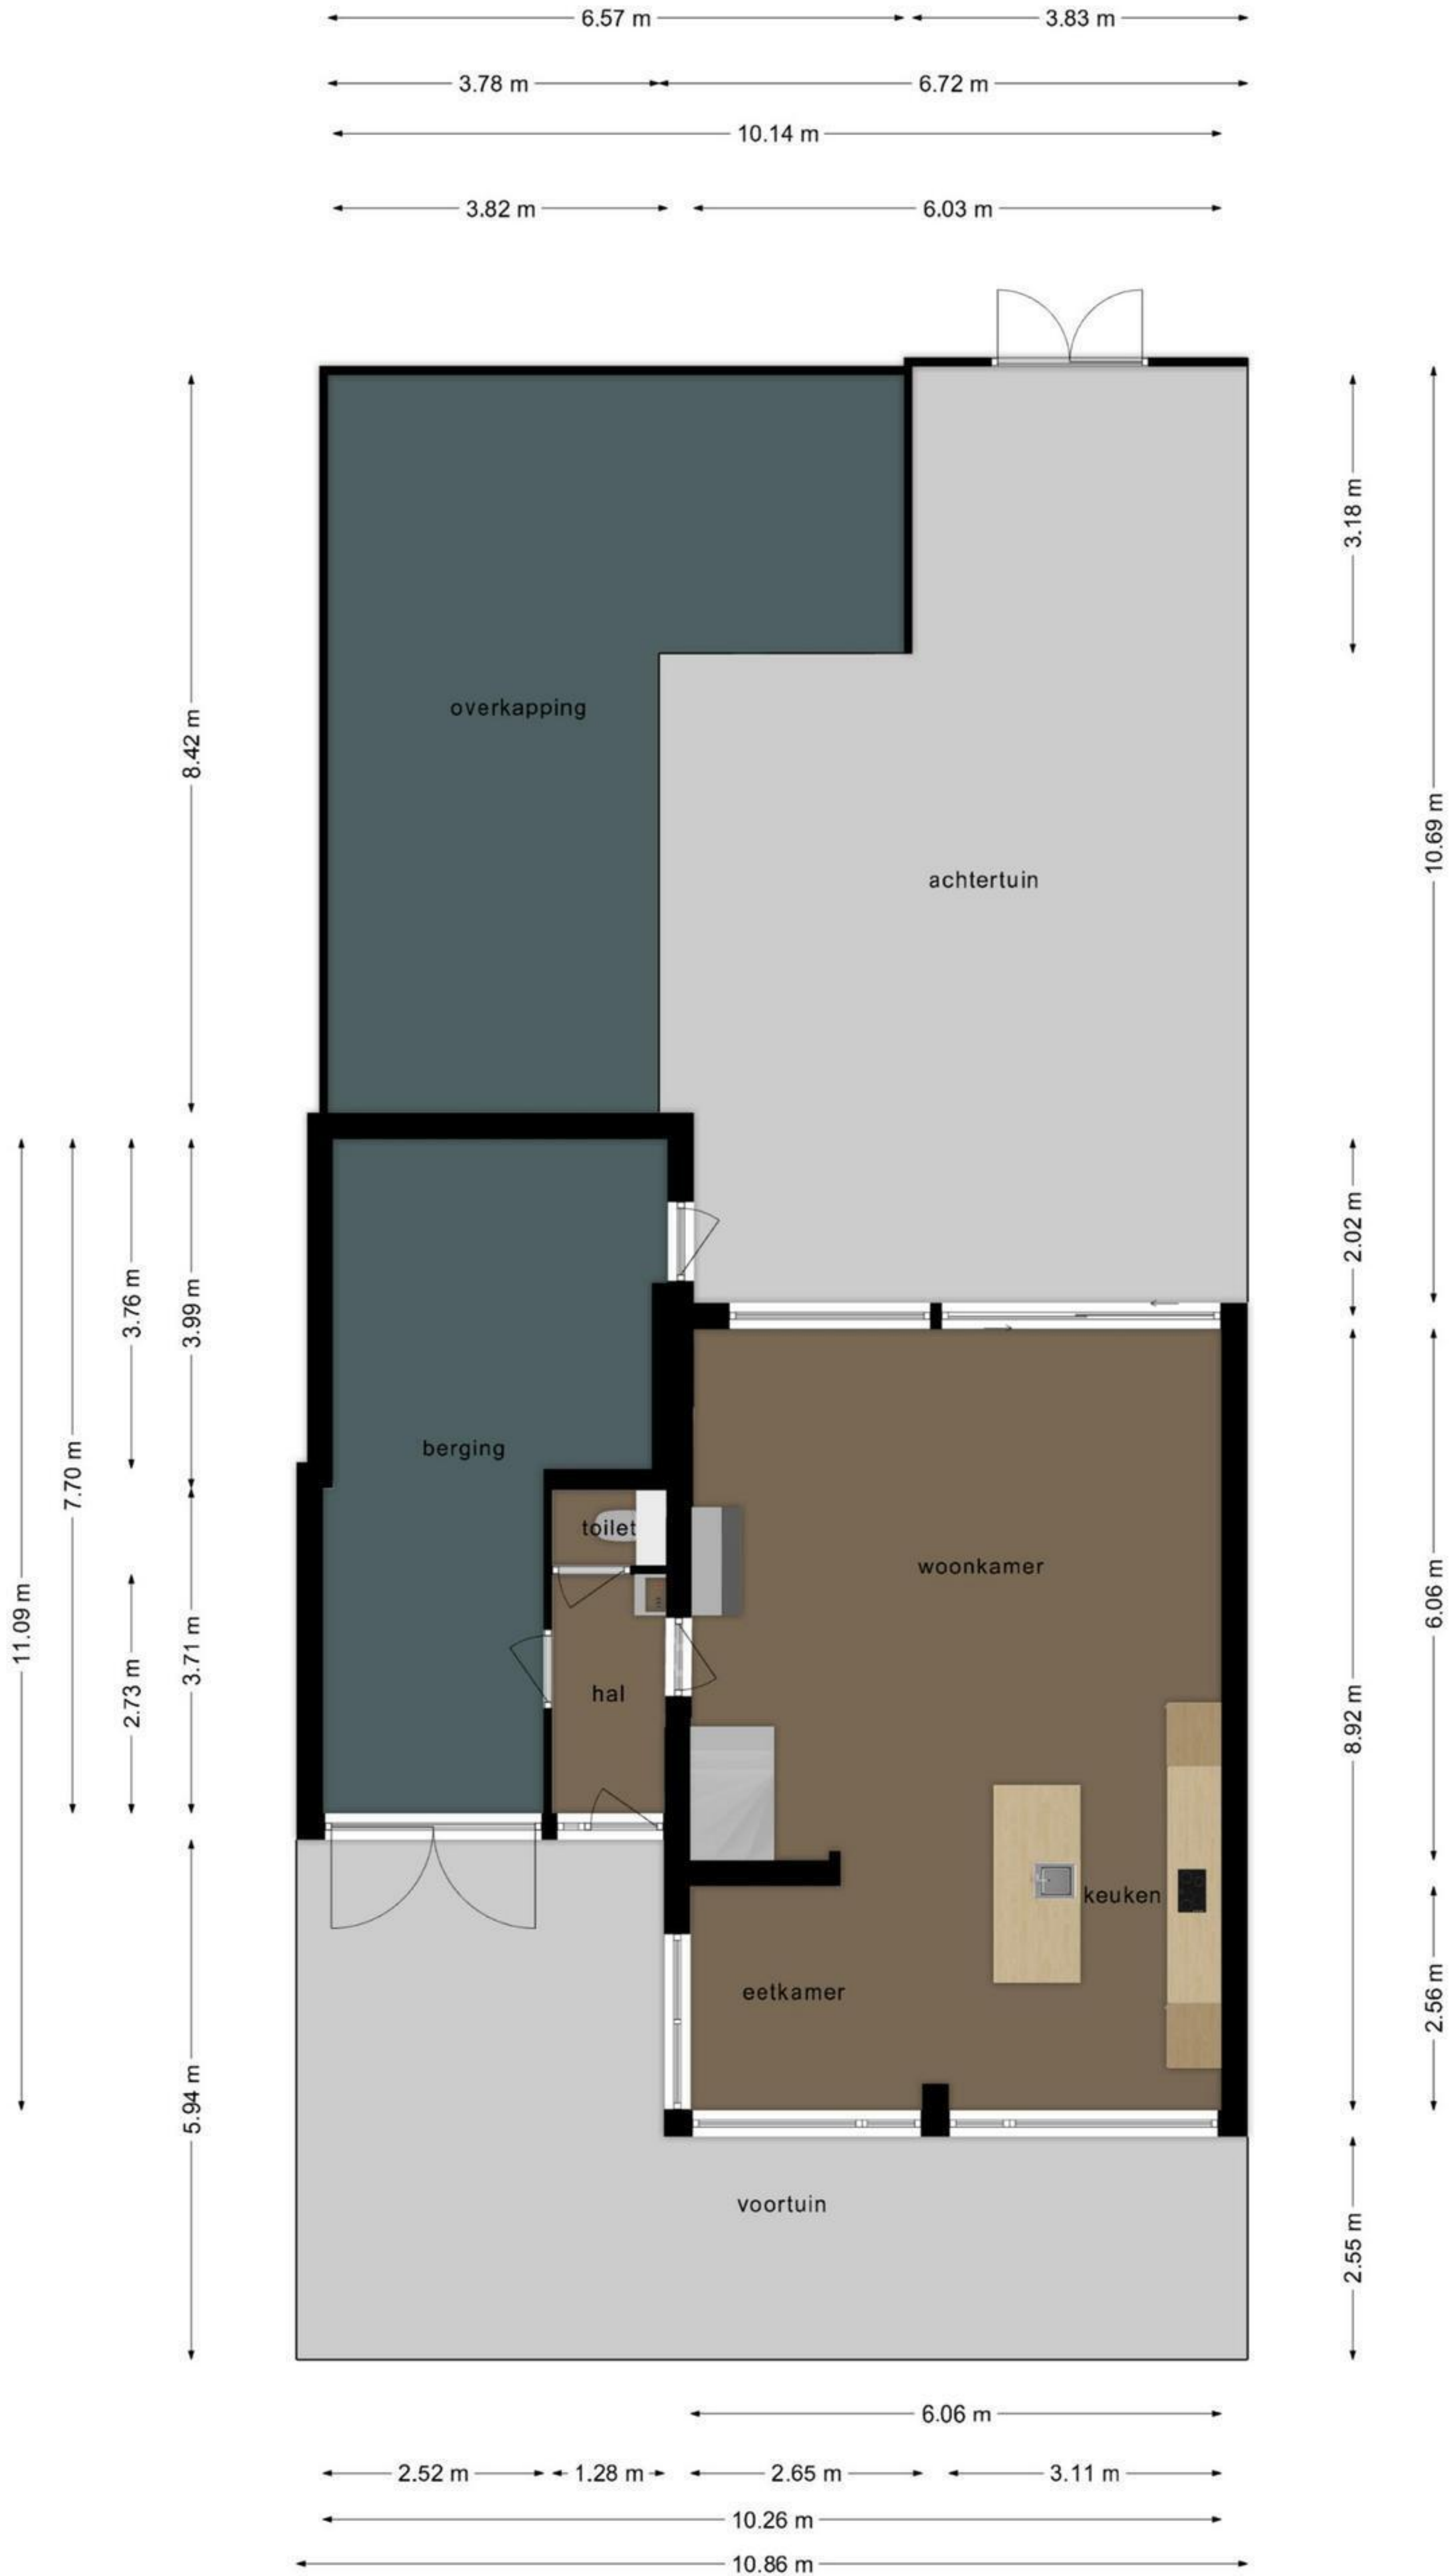 6.57 m
3.83 m
3.78 m
6.72 m
10.14 m
3.82 m
6.03 m
3.18 m
overkapping
8.42 m
10.69 m
achtertuin
2.02 m
3.76 m
3.99 m
berging
7.70 m
toilet
woonkamer
11.09 m
6.06 m
3.71 m
2.73 m
hal
8.92 m
keuken
eetkamer
2.56 m
5.94 m
voortuin
2.55 m
6.06 m
2.52 m
1.28 m
2.65 m
3.11 m
10.26 m
10.86 m